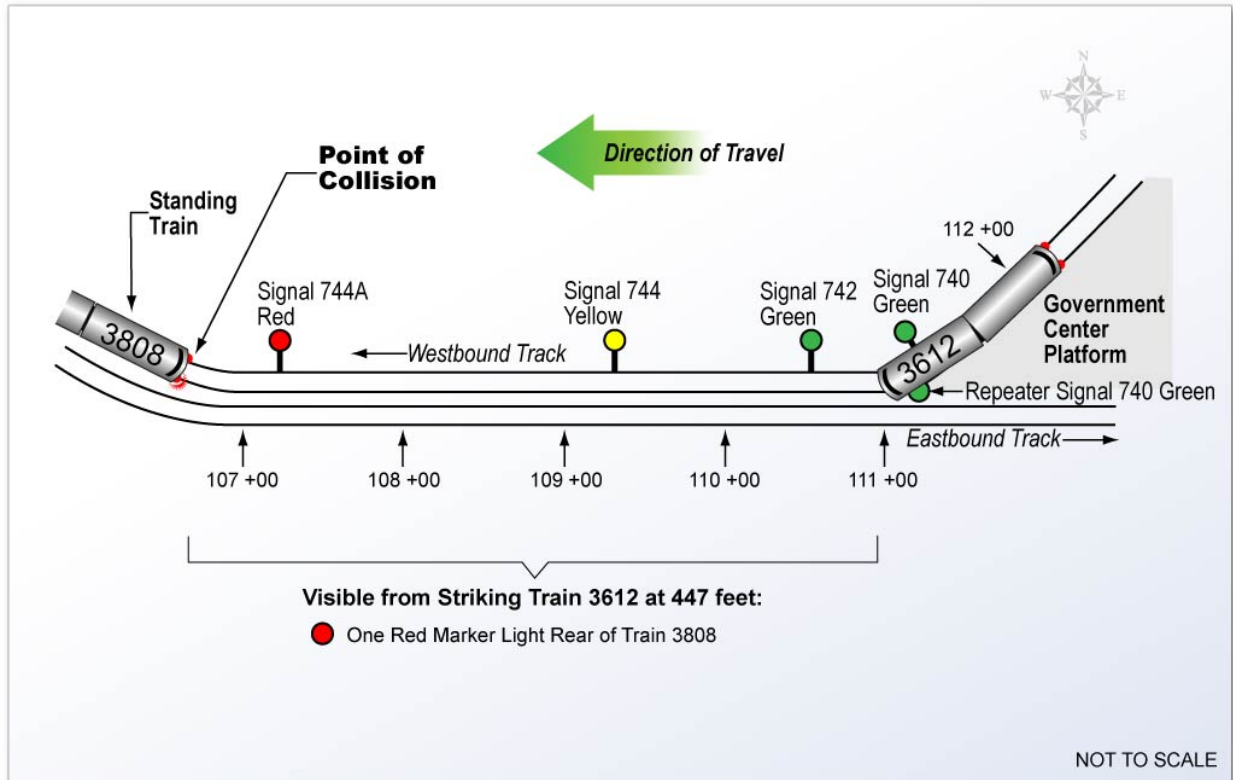 N
W E
S
Direction of Travel
Point of
Collision
Standing
Train
112 +00
Signal 744A
Red
Signal 744
Yellow
Signal 742
Green
Signal 740
Green
Government
Center
Platform
3808
3612
Westbound Track
Repeater Signal 740 Green
Eastbound Track
107 +00
108 +00
109 +00
110 +00
111 +00
Visible from Striking Train 3612 at 447 feet:
One Red Marker Light Rear of Train 3808
NOT TO SCALE